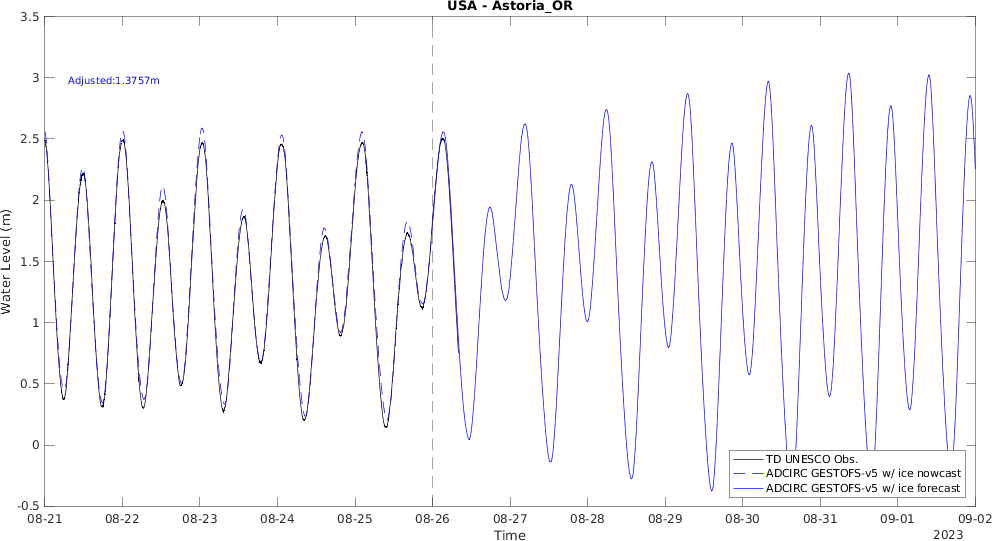 USA - Astoria_OR
3.5
3
2.5
2
1.5
1
0.5
0
-0.5
Water Level (m)
Adjusted:1.3757m
TD UNESCO Obs.
ADCIRC GESTOFS-v5 w/ ice nowcast
ADCIRC GESTOFS-v5 w/ ice forecast
08-21 08-22 08-23 08-24 08-25 08-26 08-27 08-28 08-29 08-30 08-31 09-01 09-02
Time
2023